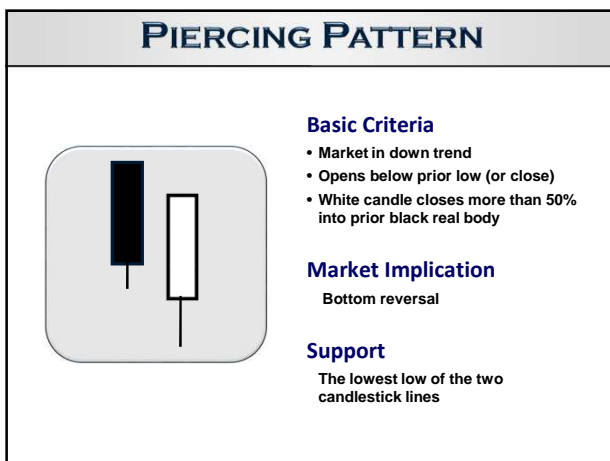 PIERCING PATTERN
Basic Criteria
• Market in down trend
• Opens below prior low (or close)
• White candle closes more than 50%
into prior black real body
Market Implication
Bottom reversal
Support
The lowest low of the two
candlestick lines